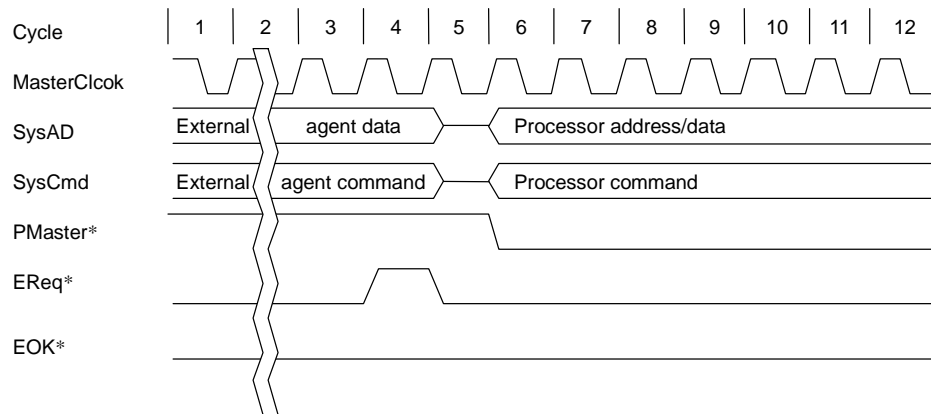 Cycle 1 2 3 4 5 6 7 8 9 10 11 12
MasterClcok
SysAD External agent data Processor address/data
SysCmd External agent command Processor command
PMaster*
EReq*
EOK*